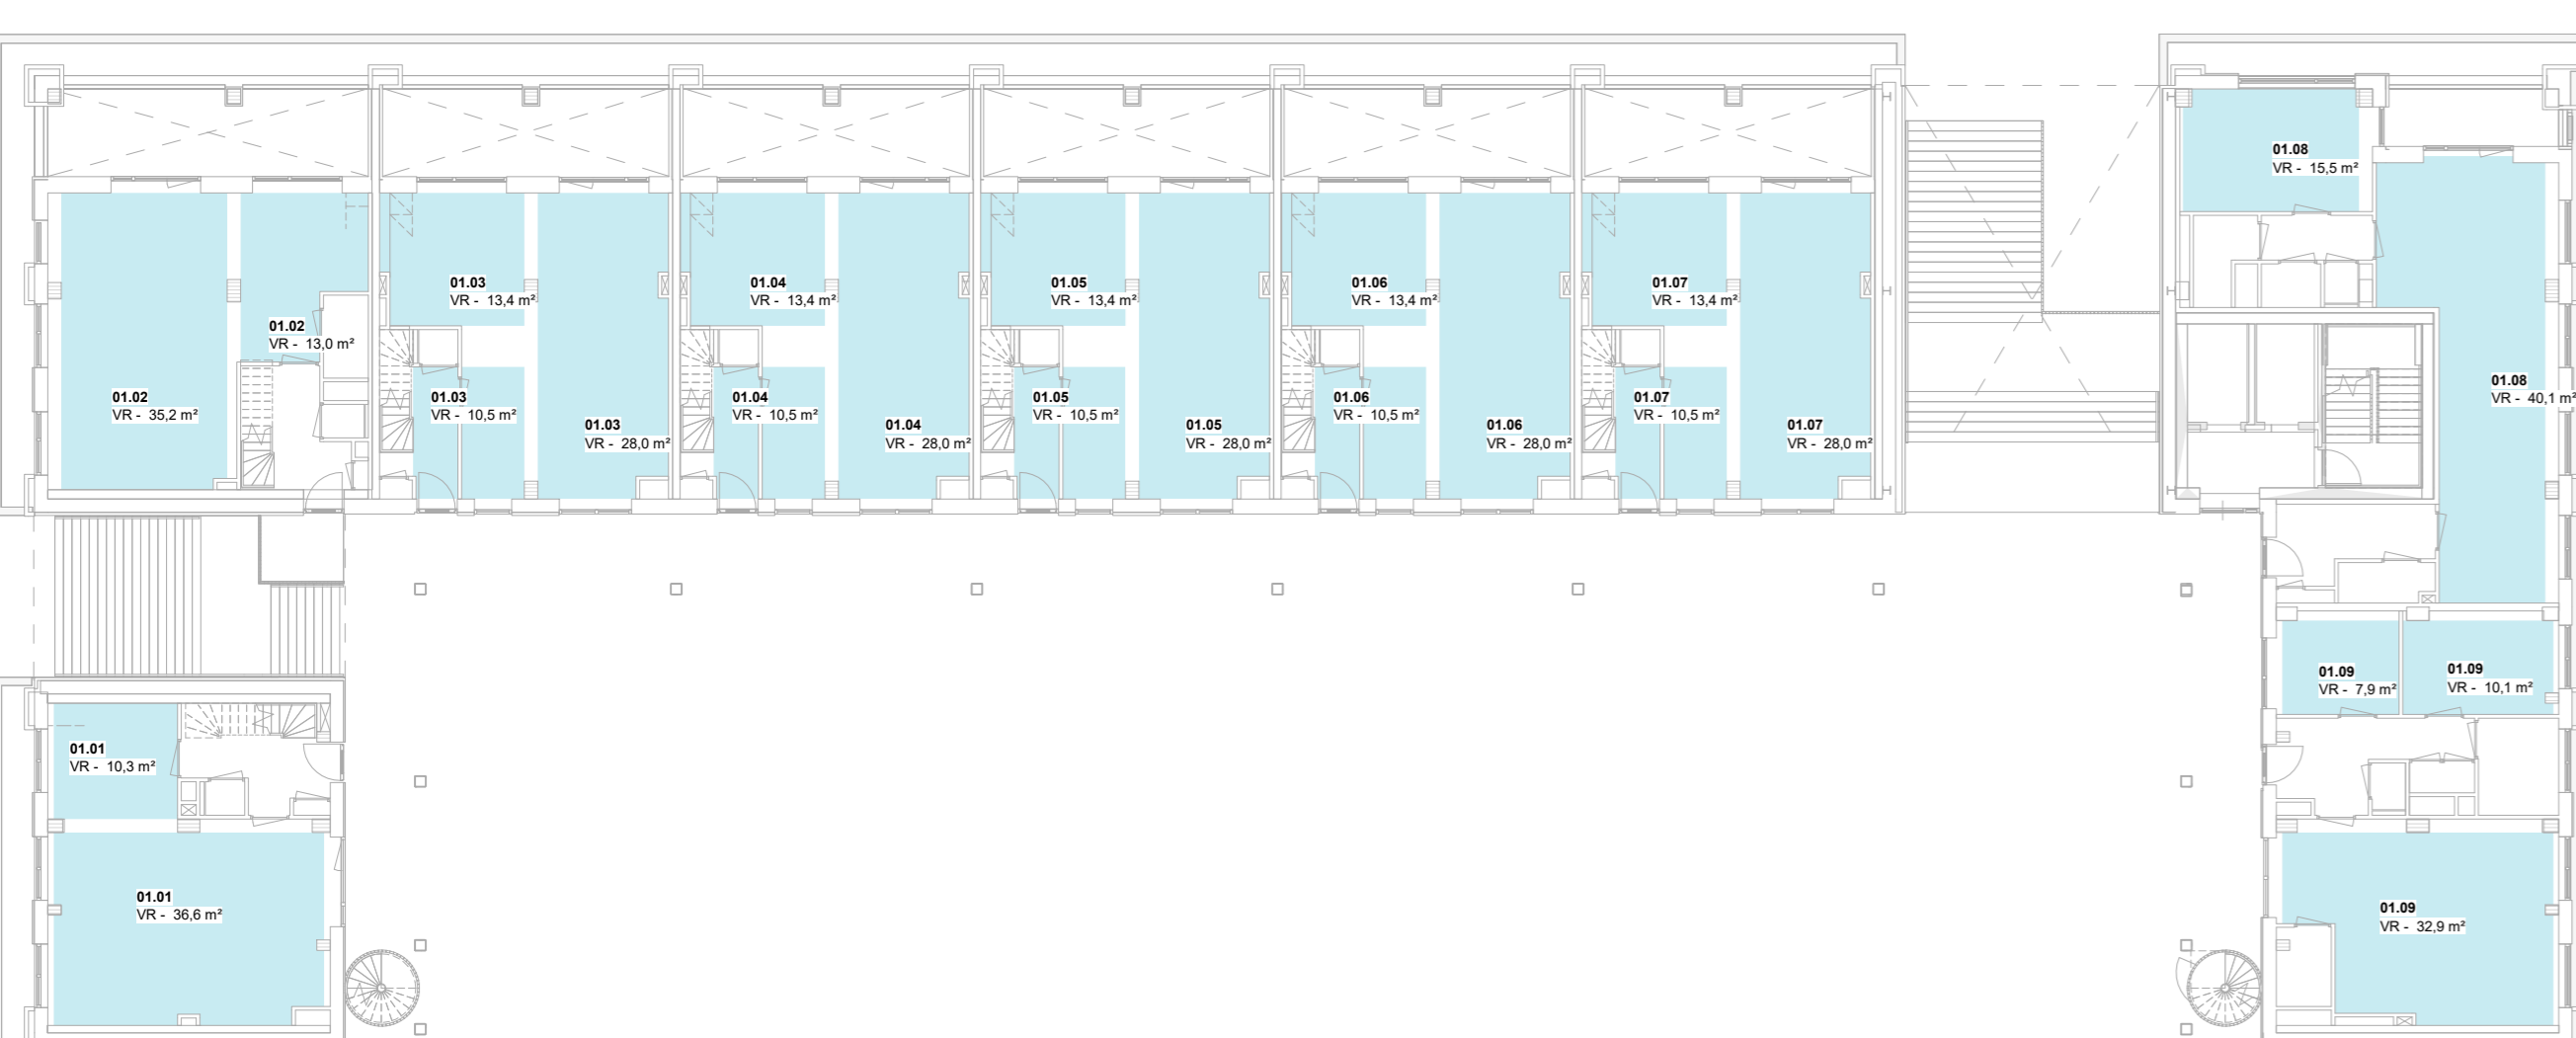 01.08
VR - 15,5 m²
01.03
VR - 13,4 m²
01.04
VR - 13,4 m²
01.05
VR - 13,4 m²
01.06
VR - 13,4 m²
01.07
VR - 13,4 m²
01.02
VR - 13,0 m²
01.02
VR - 35,2 m²
01.03
VR - 10,5 m²
01.04
VR - 10,5 m²
01.05
VR - 10,5 m²
01.06
VR - 10,5 m²
01.07
VR - 10,5 m²
01.08
VR - 40,1 m²
01.03
VR - 28,0 m²
01.04
VR - 28,0 m²
01.05
VR - 28,0 m²
01.06
VR - 28,0 m²
01.07
VR - 28,0 m²
01.09
VR - 7,9 m²
01.09
VR - 10,1 m²
01.01
VR - 10,3 m²
01.01
VR - 36,6 m²
01.09
VR - 32,9 m²